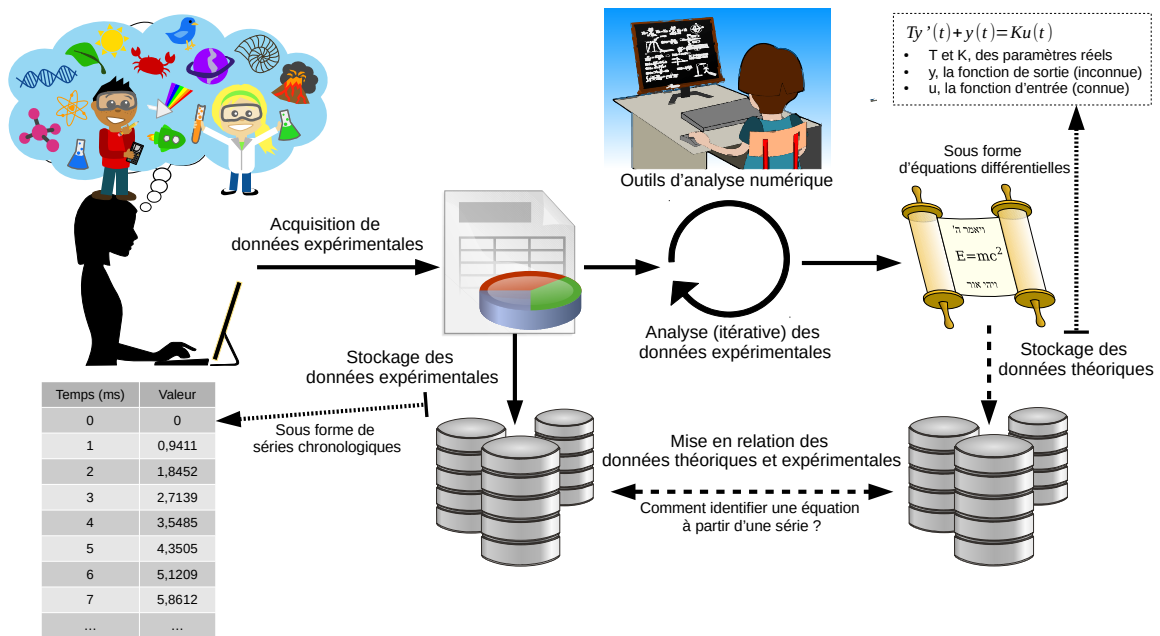 Ty'(t)+y(t)=Ku(t)
• T et K, des paramètres réels
• y, la fonction de sortie (inconnue)
• u, la fonction d'entrée (connue)
Outils d'analyse numérique
Sous forme
d'équations différentielles
Acquisition de
données expérimentales
ויאמר ה'
E=mc²
ויהי אור
Analyse (itérative) des
données expérimentales
Stockage des
données théoriques
Stockage des
données expérimentales
Sous forme de
séries chronologiques
Temps (ms) Valeur
0 0
1 0,9411
2 1,8452
3 2,7139
4 3,5485
5 4,3505
6 5,1209
7 5,8612
... ...
Mise en relation des
données théoriques et expérimentales
Comment identifier une équation
à partir d'une série ?